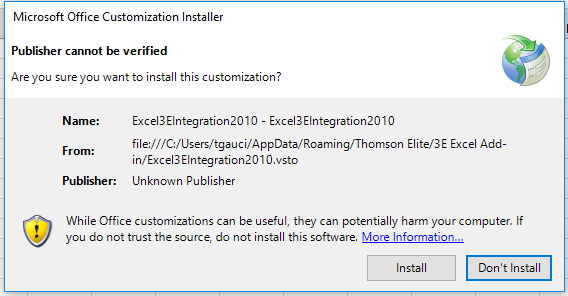 Microsoft Office Customization Installer
Publisher cannot be verified
Are you sure you want to install this customization?
Name: Excel3EIntegration2010 - Excel3EIntegration2010
From: file:///C:/Users/tgauci/AppData/Roaming/Thomson Elite/3E Excel Add-
in/Excel3EIntegration2010.vsto
Publisher: Unknown Publisher
While Office customizations can be useful, they can potentially harm your computer. If
you do not trust the source, do not install this software. More Information...
Install Don't Install